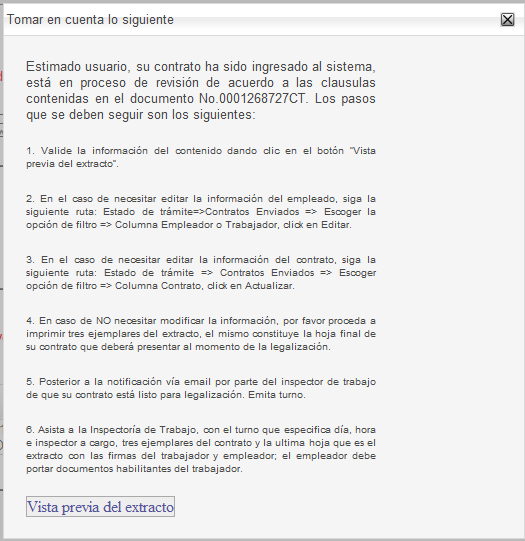 Tomar en cuenta lo siguiente
Estimado usuario, su contrato ha sido ingresado al sistema,
está en proceso de revisión de acuerdo a las clausulas
contenidas en el documento No.0001268727CT. Los pasos
que se deben seguir son los siguientes:
1. Valide la información del contenido dando clic en el botón "Vista
previa del extracto".
2. En el caso de necesitar editar la información del empleado, siga la
siguiente ruta: Estado de trámite=>Contratos Enviados => Escoger la
opción de filtro => Columna Empleador o Trabajador, click en Editar.
3. En el caso de necesitar editar la información del contrato, siga la
siguiente ruta: Estado de trámite => Contratos Enviados => Escoger
opción de filtro => Columna Contrato, click en Actualizar.
4. En caso de NO necesitar modificar la información, por favor proceda a
imprimir tres ejemplares del extracto, el mismo constituye la hoja final de
su contrato que deberá presentar al momento de la legalización.
5. Posterior a la notificación vía email por parte del inspector de trabajo
de que su contrato está listo para legalización. Emita turno.
6. Asista a la Inspectoría de Trabajo, con el turno que especifica día, hora
e inspector a cargo, tres ejemplares del contrato y la ultima hoja que es el
extracto con las firmas del trabajador y empleador; el empleador debe
portar documentos habilitantes del trabajador.
Vista previa del extracto